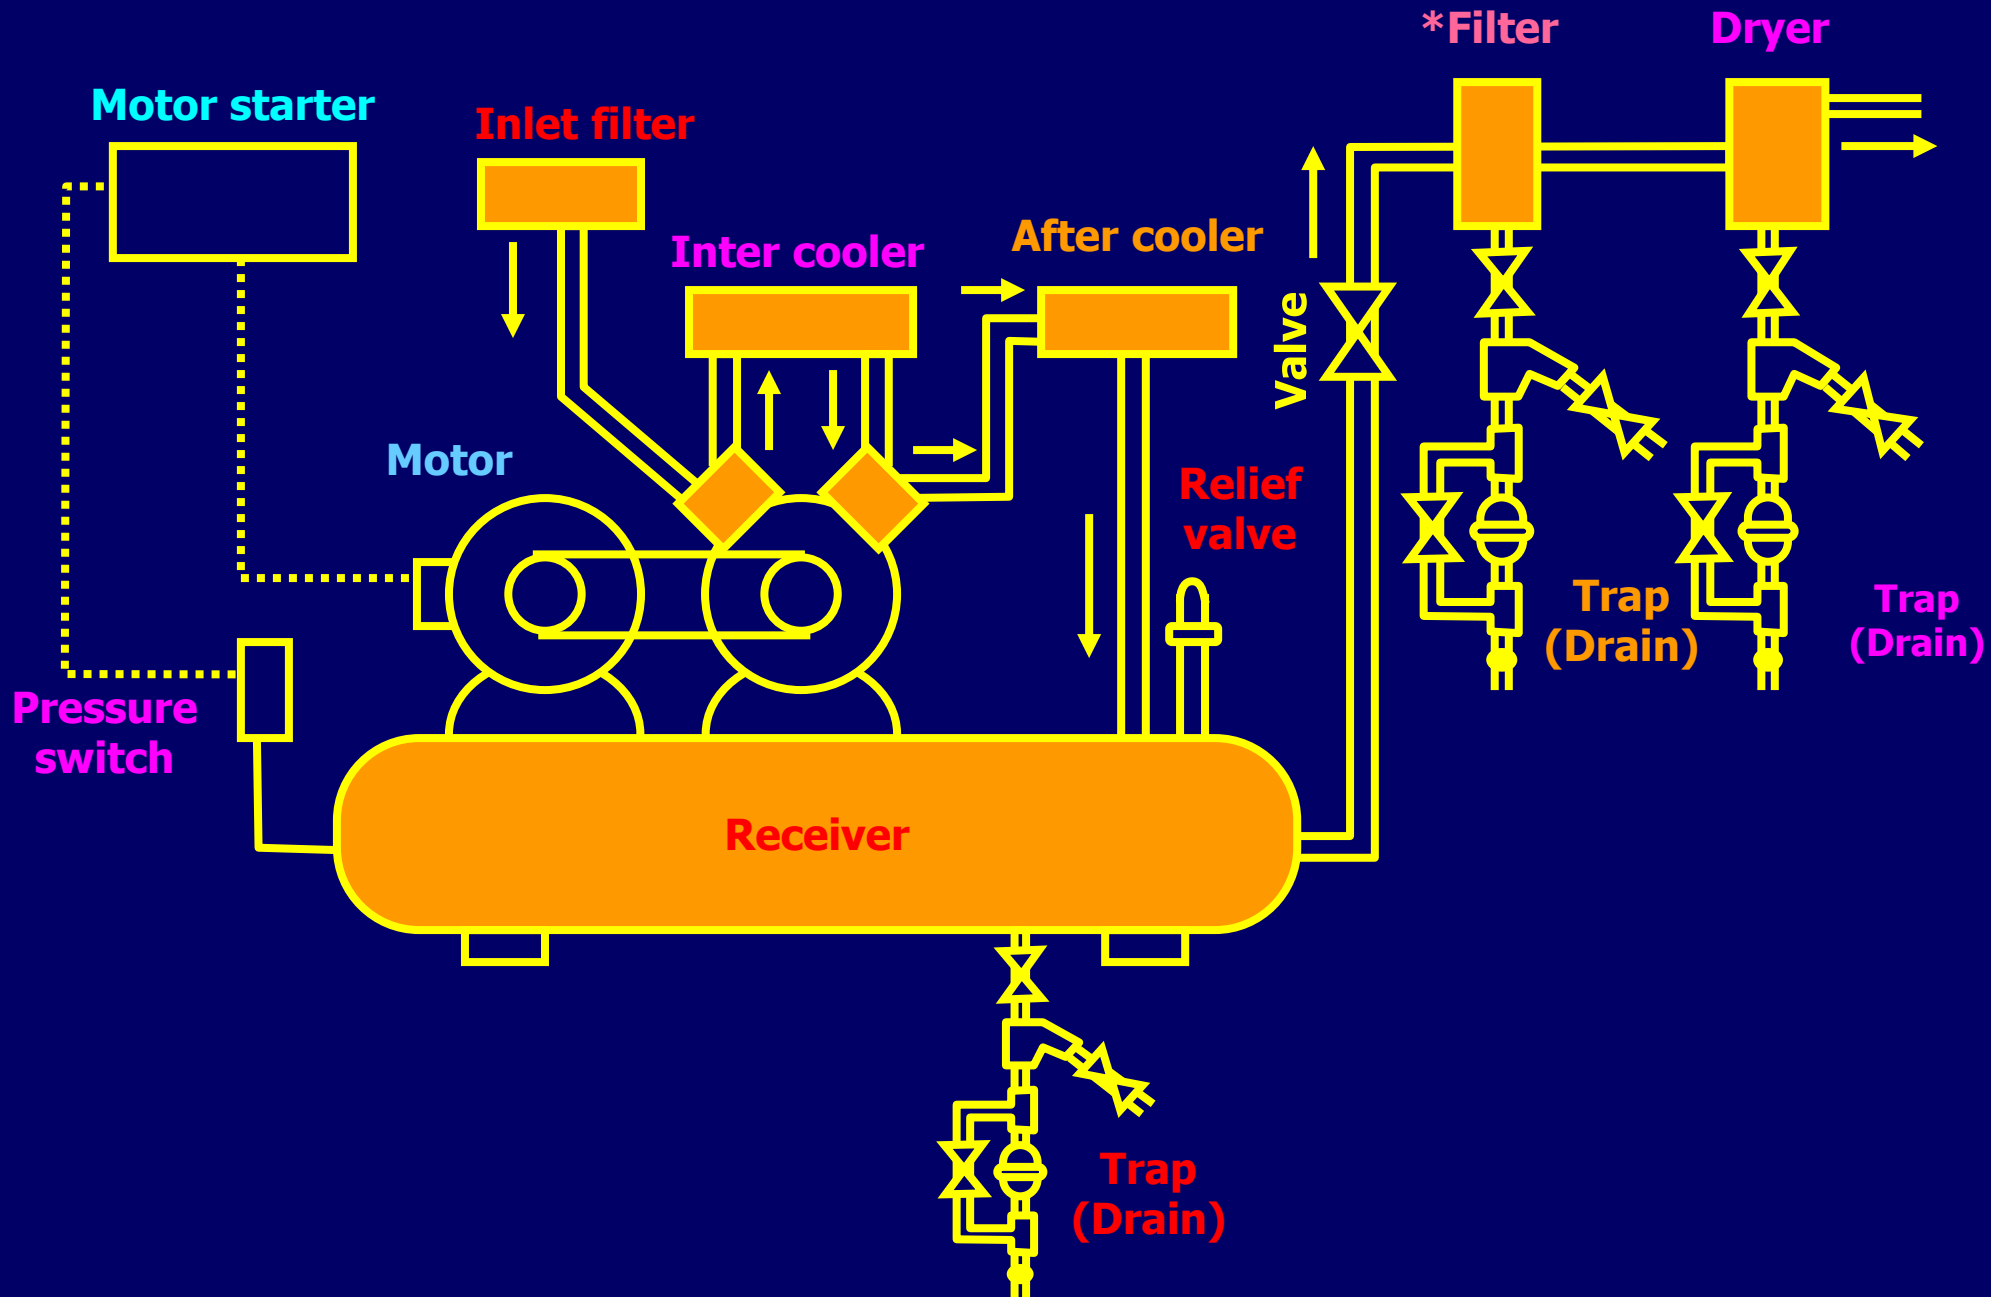 *Filter
Dryer
Motor starter
Inlet filter
Inter cooler
After cooler
Valve
Motor
Relief
valve
Trap
(Drain)
Trap
(Drain)
Pressure
switch
Receiver
Trap
(Drain)